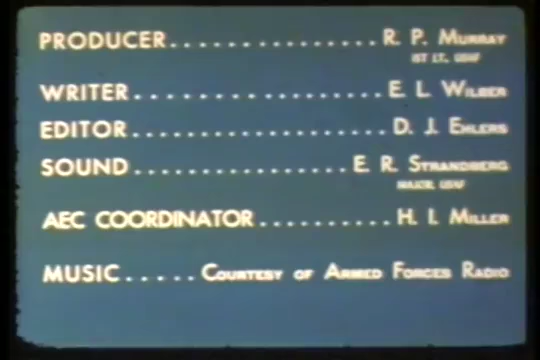 PRODUCER................R. P. MURRAY
1ST LT. USAF
WRITER..................E. L. WILBER
EDITOR...................D. J. EHLERS
SOUND................E. R. STRANDBERG
MAJOR, USAF
AEC COORDINATOR..........H. I. MILLER
MUSIC.....COURTESY OF ARMED FORCES RADIO